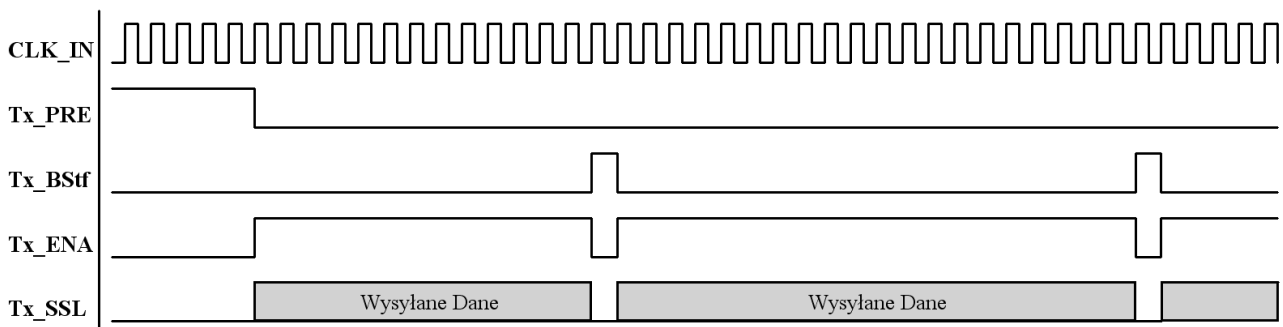 CLK_IN
Tx_PRE
Tx_BStf
Tx_ENA
Tx_SSL Wysyłane Dane Wysyłane Dane